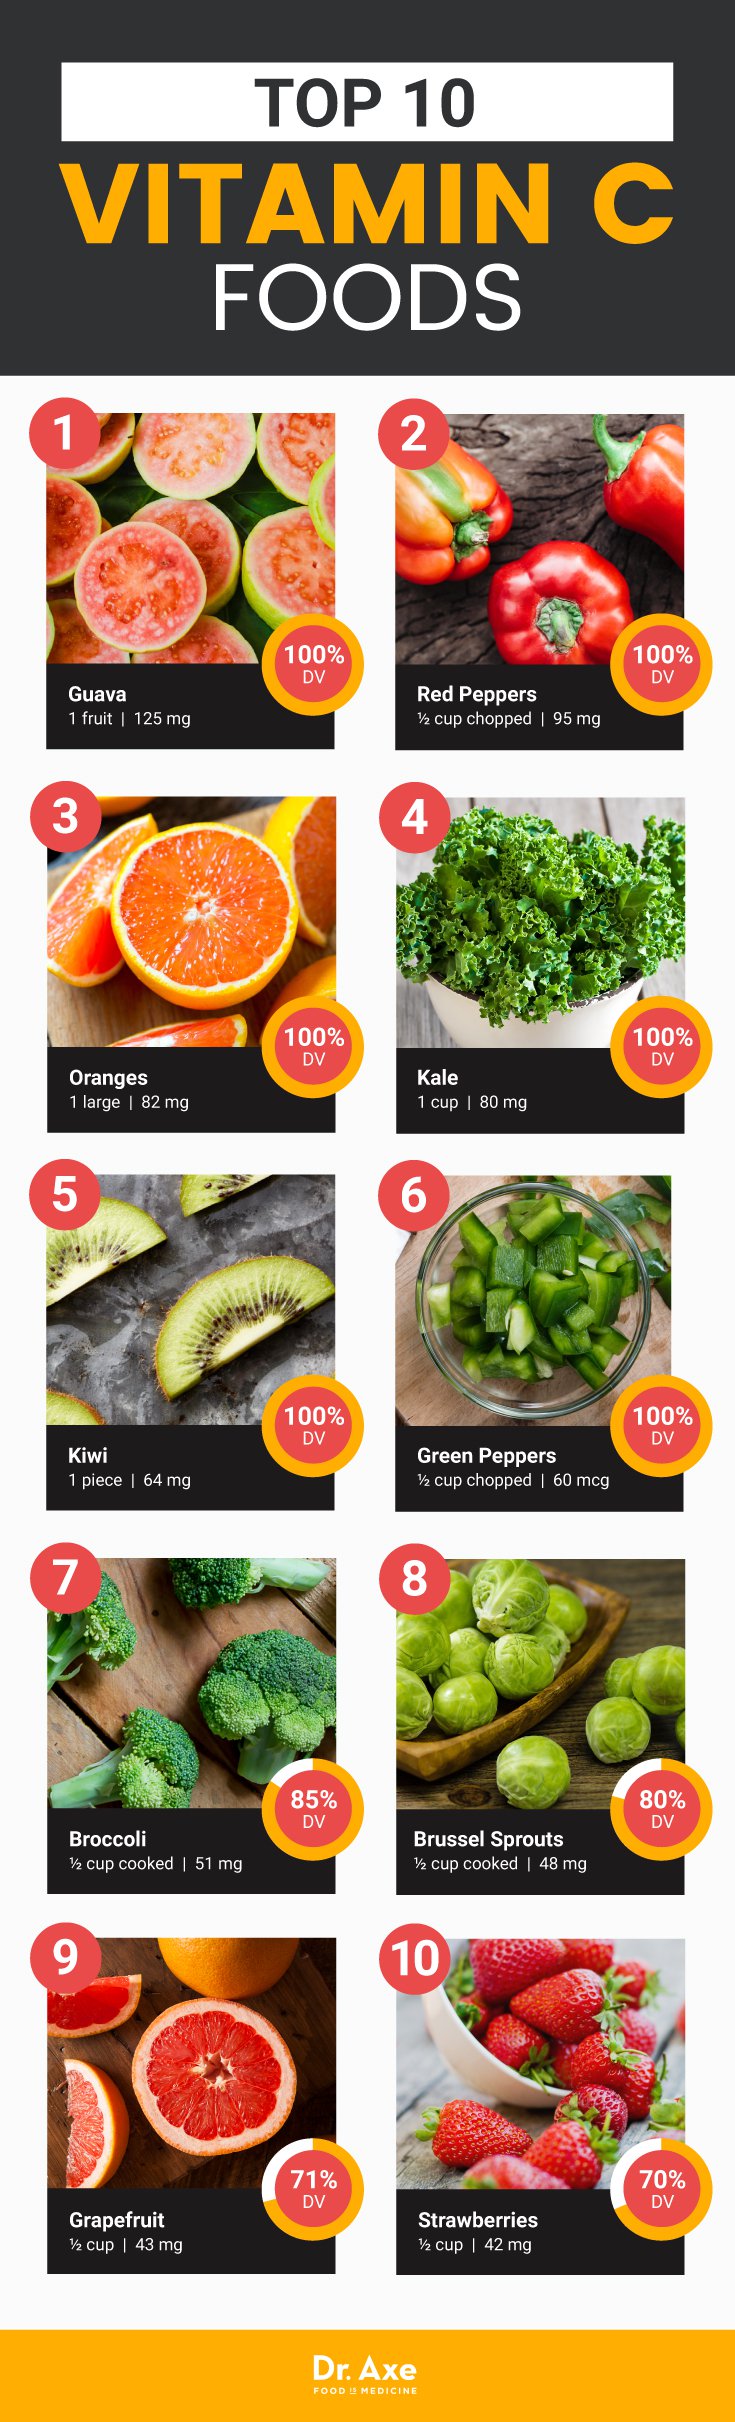 TOP 10
VITAMIN C
FOODS
1
100%
DV
Guava
1 fruit | 125 mg
2
100%
DV
Red Peppers
½ cup chopped | 95 mg
3
100%
DV
Oranges
1 large | 82 mg
4
100%
DV
Kale
1 cup | 80 mg
5
100%
DV
Kiwi
1 piece | 64 mg
6
100%
DV
Green Peppers
½ cup chopped | 60 mcg
7
85%
DV
Broccoli
½ cup cooked | 51 mg
8
80%
DV
Brussel Sprouts
½ cup cooked | 48 mg
9
71%
DV
Grapefruit
½ cup | 43 mg
10
70%
DV
Strawberries
½ cup | 42 mg
Dr. Axe
FOOD IS MEDICINE